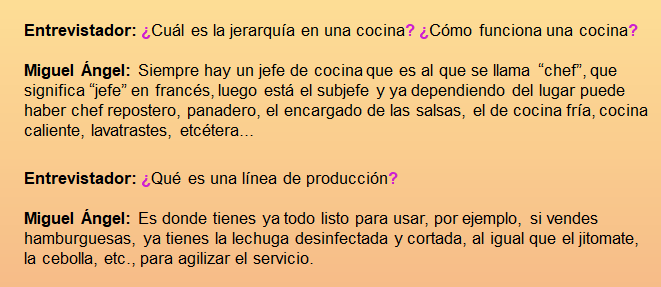 Entrevistador: ¿Cuál es la jerarquía en una cocina? ¿Cómo funciona una cocina?
Miguel Ángel: Siempre hay un jefe de cocina que es al que se llama “chef”, que
significa “jefe” en francés, luego está el subjefe y ya dependiendo del lugar puede
haber chef repostero, panadero, el encargado de las salsas, el de cocina fría, cocina
caliente, lavatrastes, etcétera…
Entrevistador: ¿Qué es una línea de producción?
Miguel Ángel: Es donde tienes ya todo listo para usar, por ejemplo, si vendes
hamburguesas, ya tienes la lechuga desinfectada y cortada, al igual que el jitomate,
la cebolla, etc., para agilizar el servicio.